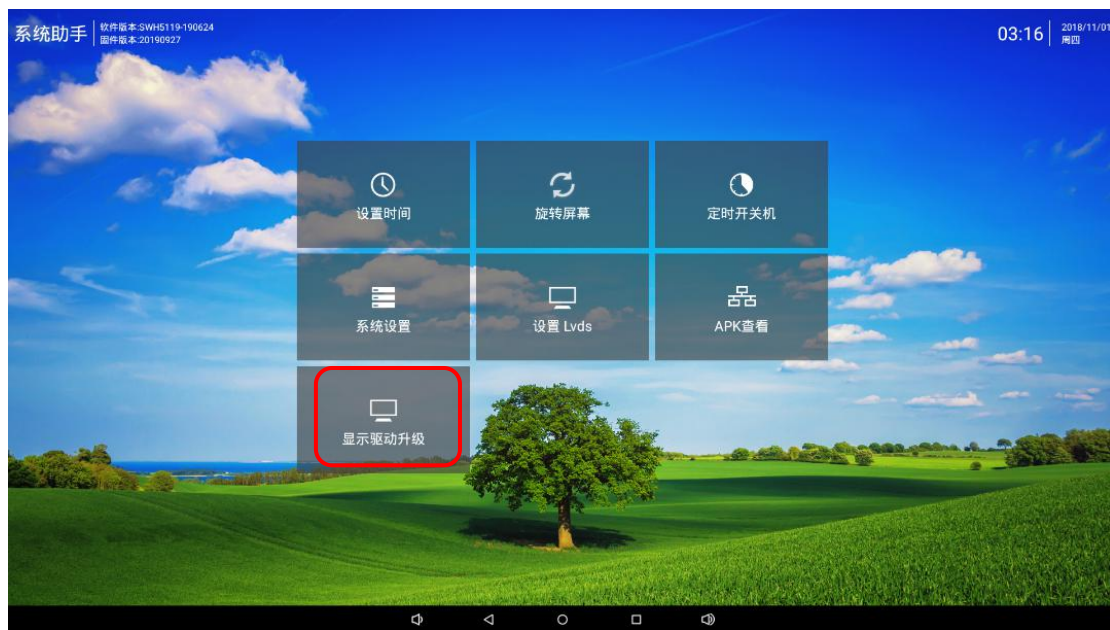 系统助手
软件版本:SWH5119-190624
固件版本:20190927
03:16
2018/11/01
周四
设置时间
旋转屏幕
定时开关机
系统设置
设置 Lvds
APK查看
显示驱动升级